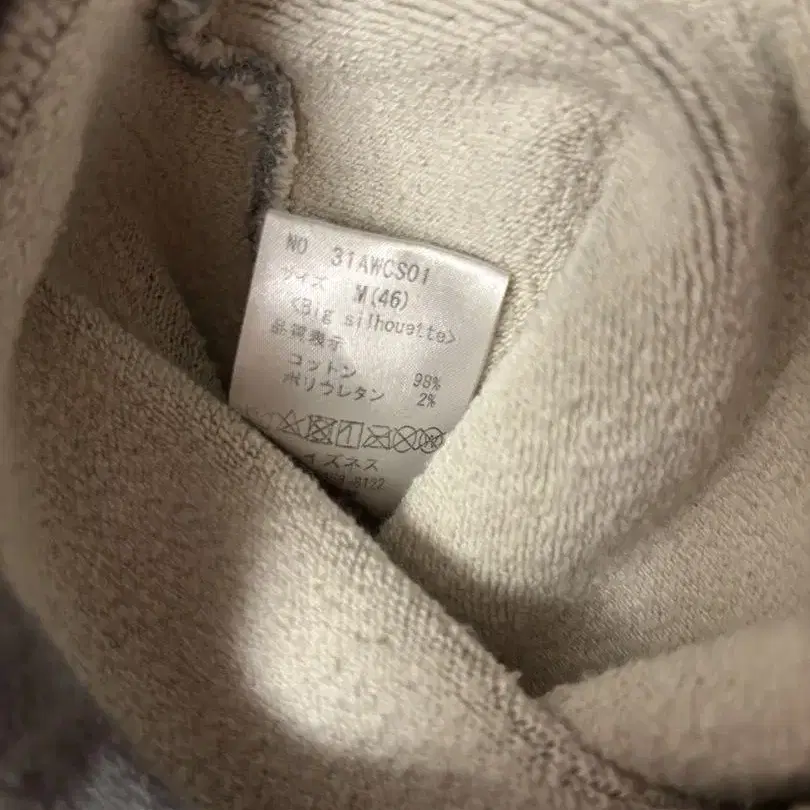 NO 31AWCS01
サイズ M(46)
<Big silhouette>
品質表示
コットン 98%
ポリウレタン 2%
イズネス
-8122